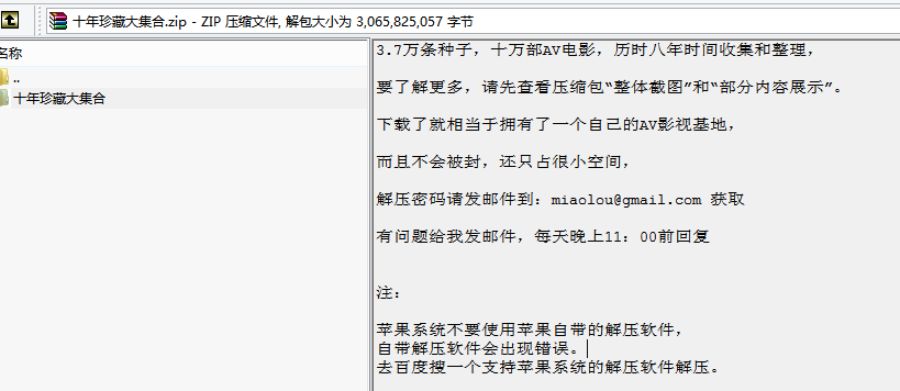 十年珍藏大集合.zip - ZIP 压缩文件, 解包大小为 3,065,825,057 字节
名称
..
十年珍藏大集合
3.7万条种子，十万部AV电影，历时八年时间收集和整理，
要了解更多，请先查看压缩包“整体截图”和“部分内容展示”。
下载了就相当于拥有了一个自己的AV影视基地，
而且不会被封，还只占很小空间，
解压密码请发邮件到：miaolou@gmail.com 获取
有问题给我发邮件，每天晚上11：00前回复
注：
苹果系统不要使用苹果自带的解压软件，
自带解压软件会出现错误。
去百度搜一个支持苹果系统的解压软件解压。